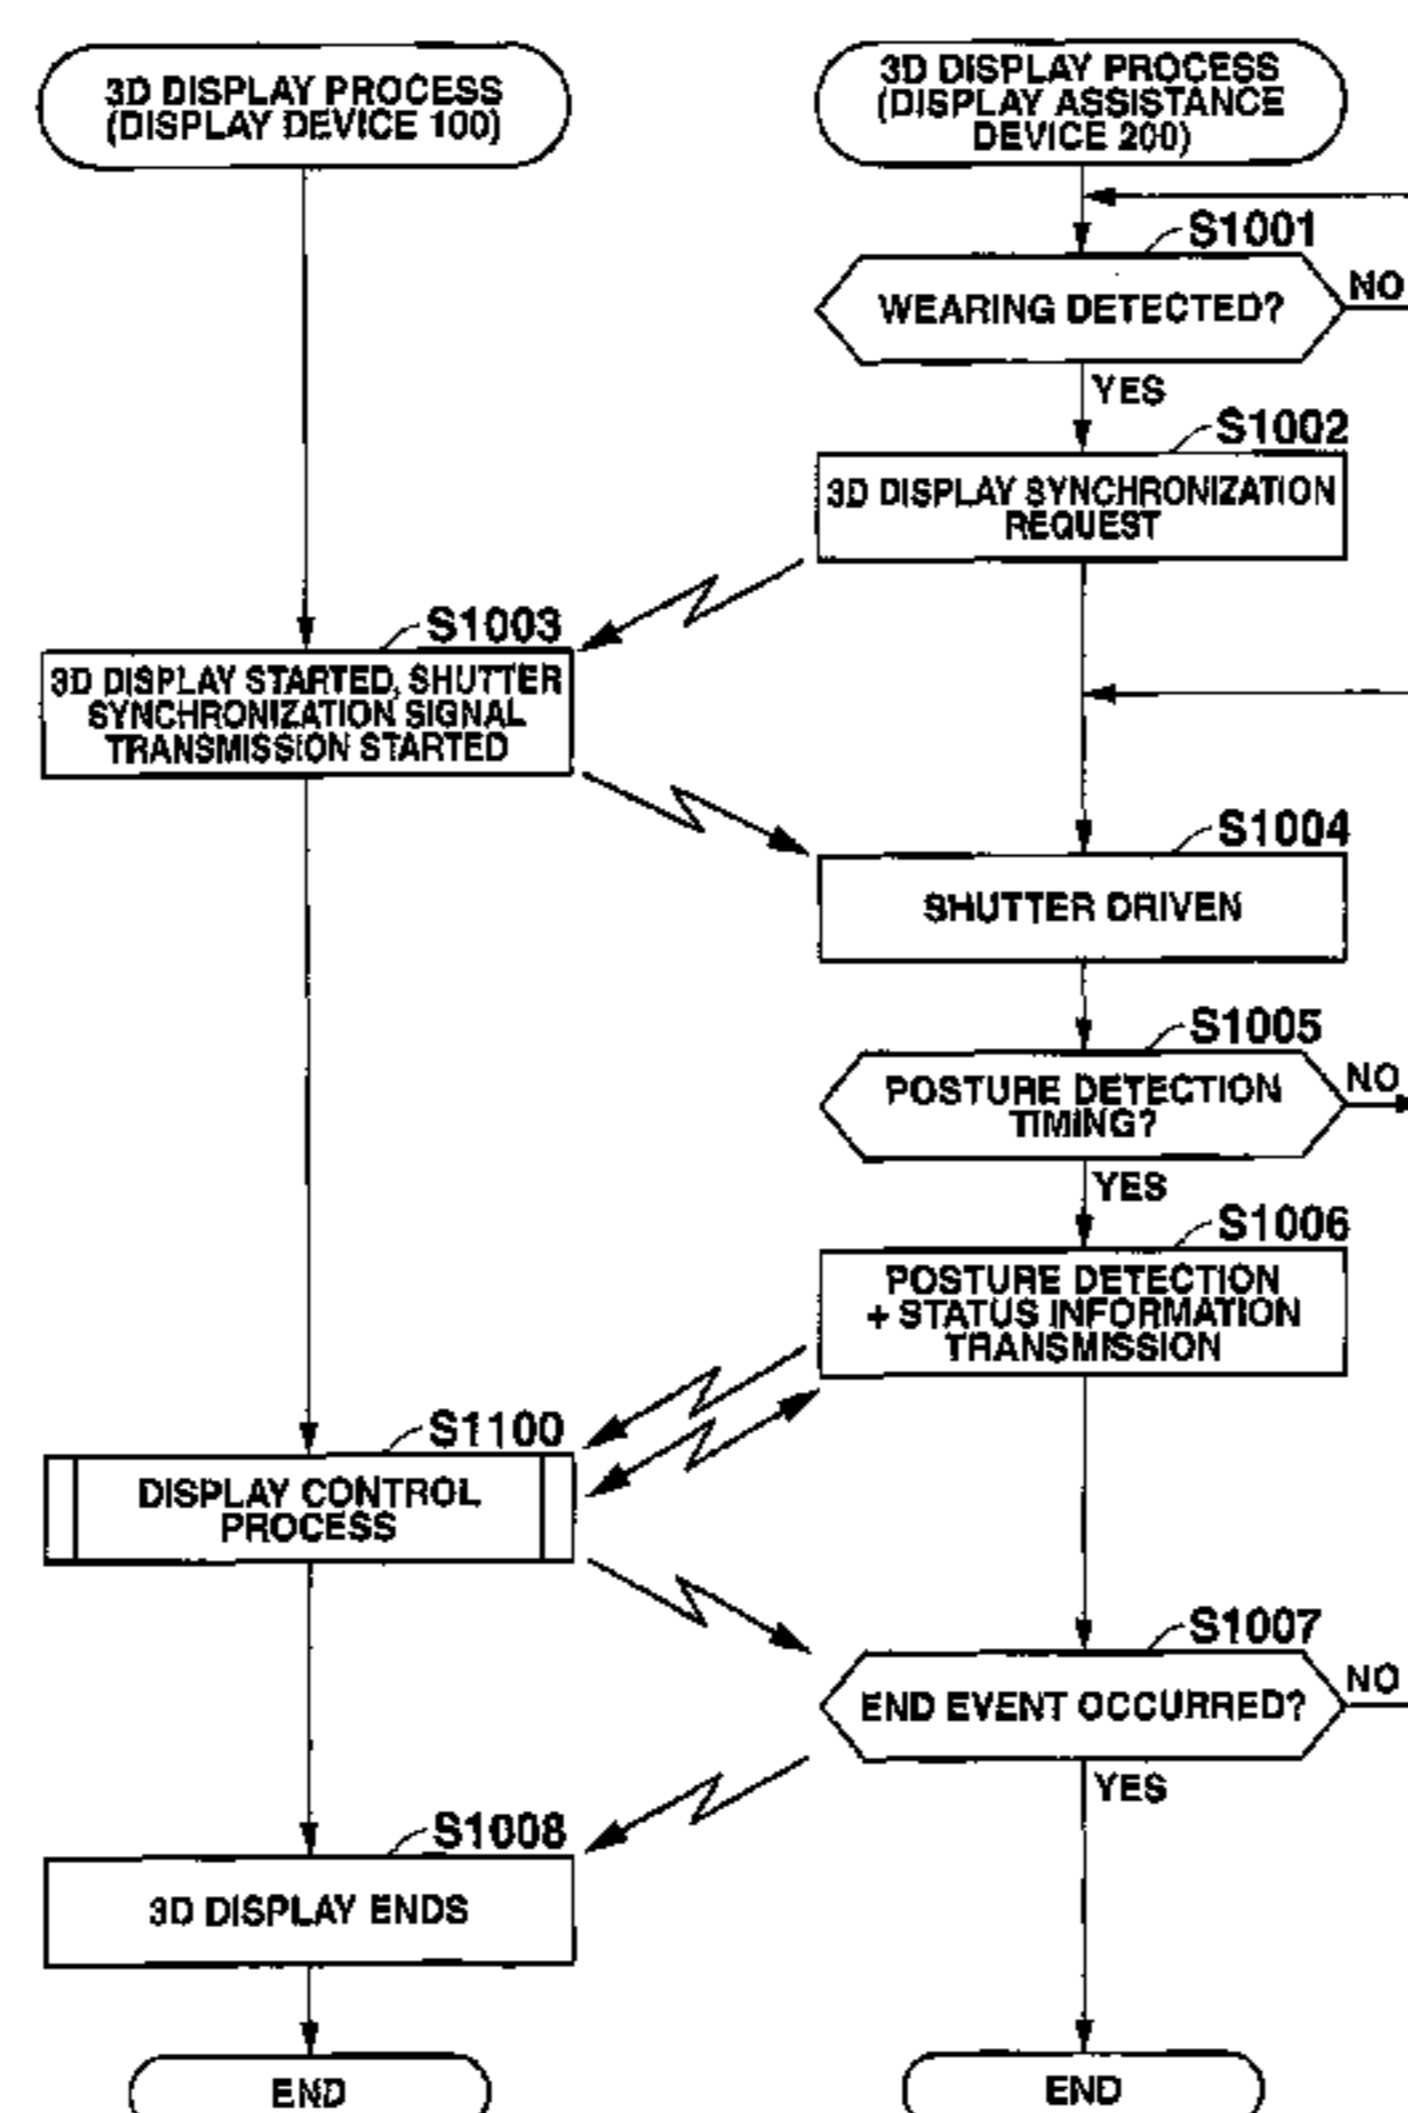 3D DISPLAY PROCESS
(DISPLAY DEVICE 100)
3D DISPLAY PROCESS
(DISPLAY ASSISTANCE
DEVICE 200)
S1001
WEARING DETECTED?
NO
YES
S1002
3D DISPLAY SYNCHRONIZATION
REQUEST
S1003
3D DISPLAY STARTED, SHUTTER
SYNCHRONIZATION SIGNAL
TRANSMISSION STARTED
S1004
SHUTTER DRIVEN
S1005
POSTURE DETECTION
TIMING?
NO
YES
S1006
POSTURE DETECTION
+ STATUS INFORMATION
TRANSMISSION
S1100
DISPLAY CONTROL
PROCESS
S1007
END EVENT OCCURRED?
NO
YES
S1008
3D DISPLAY ENDS
END
END